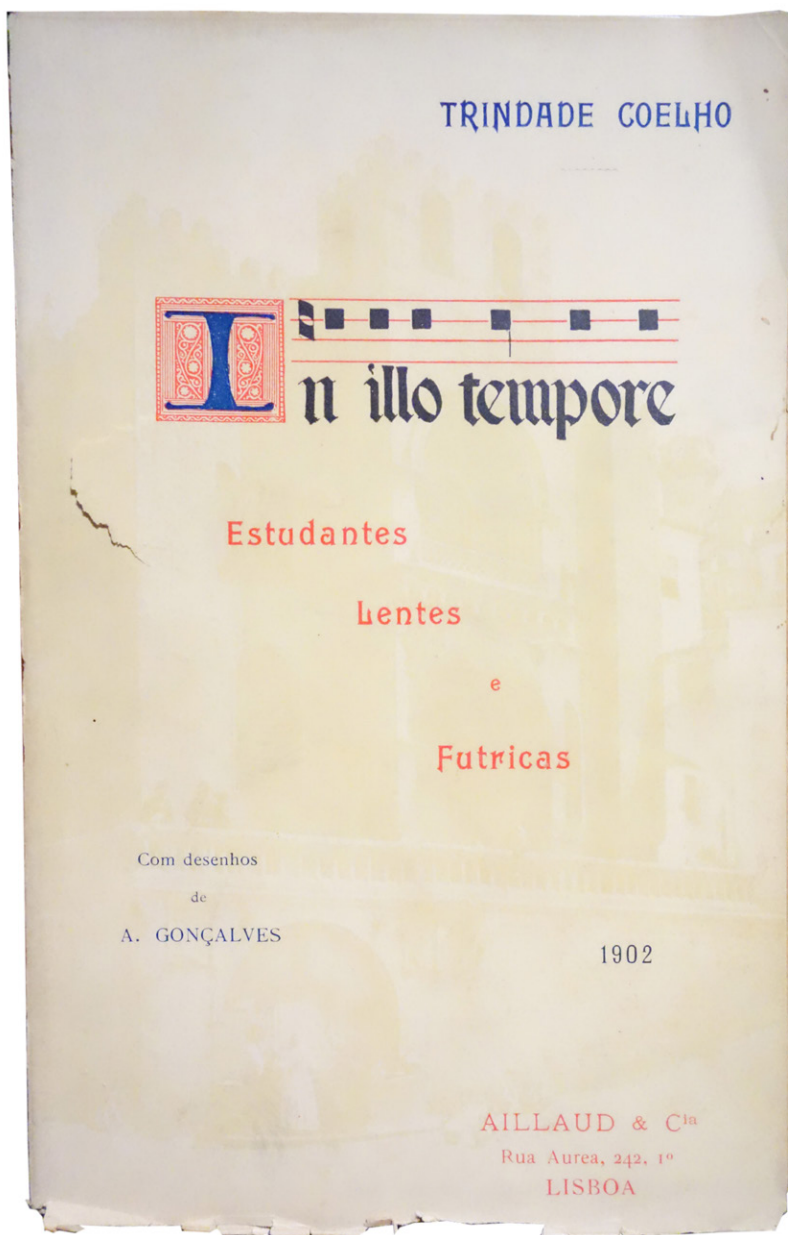 TRINDADE COELHO
In illo tempore
Estudantes
Lentes
e
Futricas
Com desenhos
de
A. GONÇALVES
1902
AILLAUD & Cia
Rua Aurea, 242, 1º
LISBOA